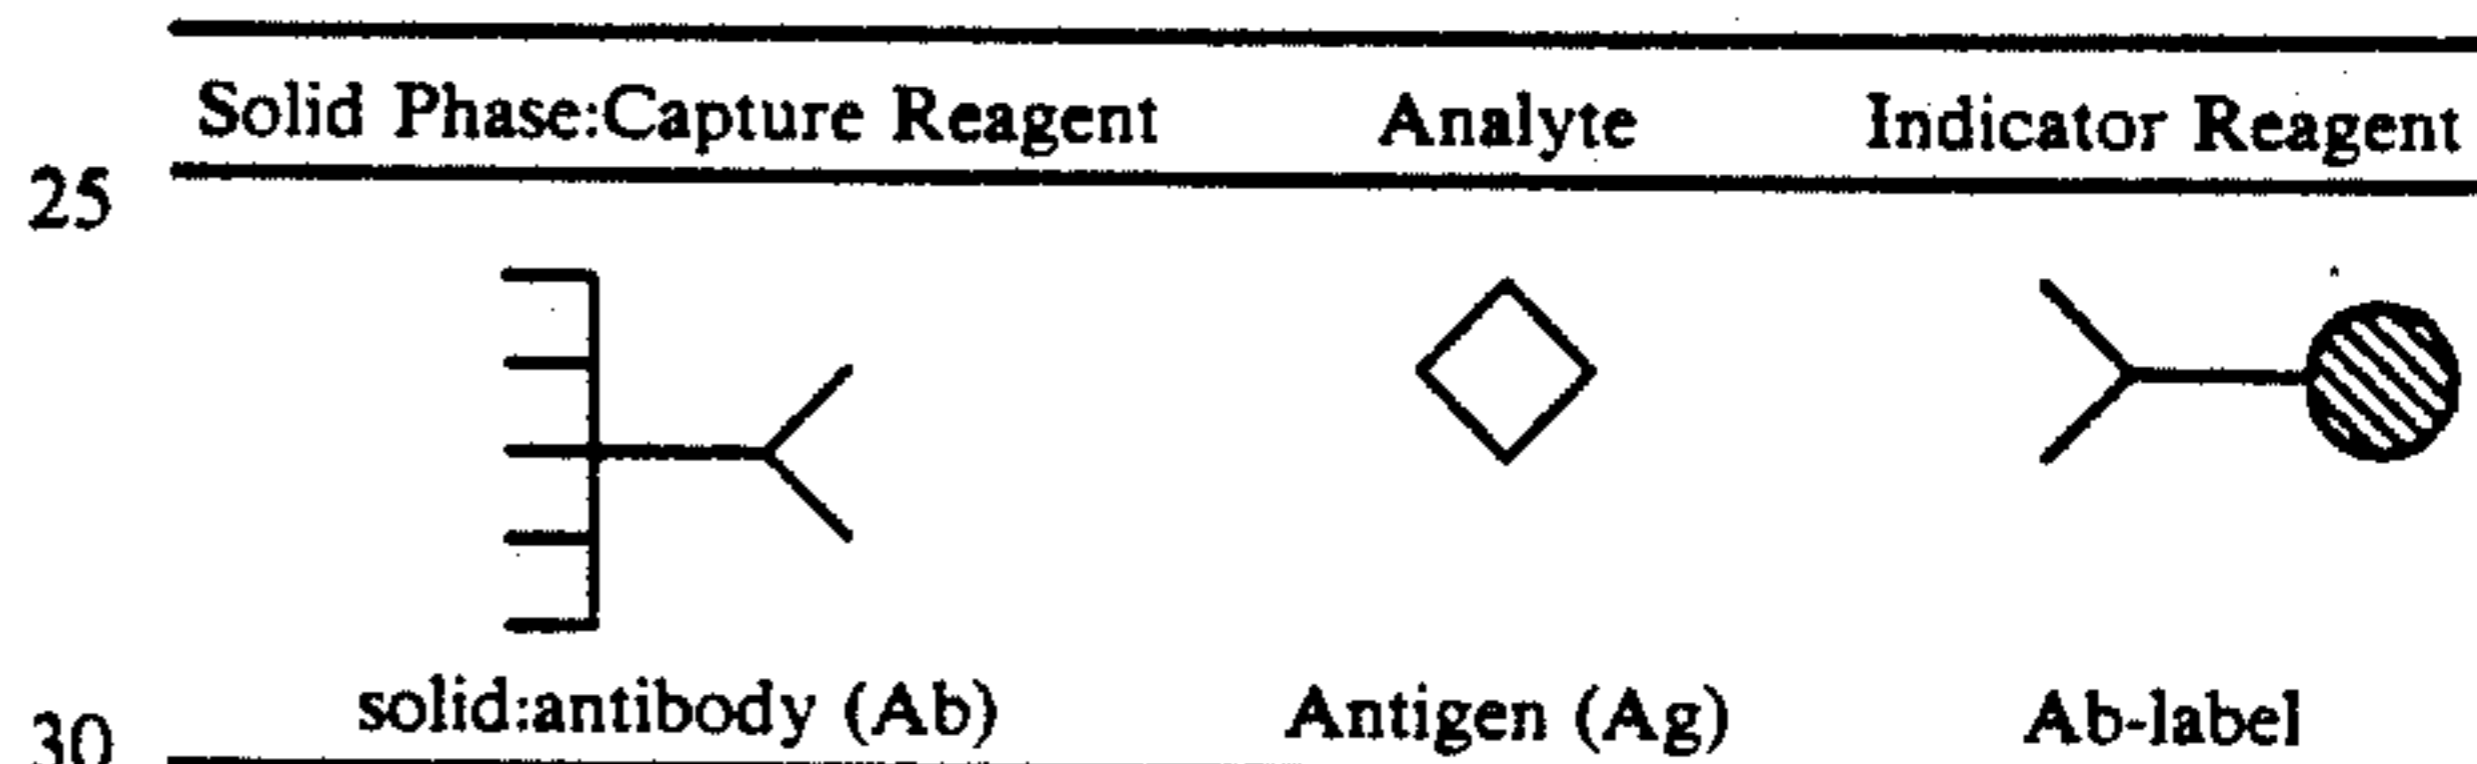 Solid Phase:Capture Reagent Analyte Indicator Reagent
25
solid:antibody (Ab) Antigen (Ag) Ab-label
30